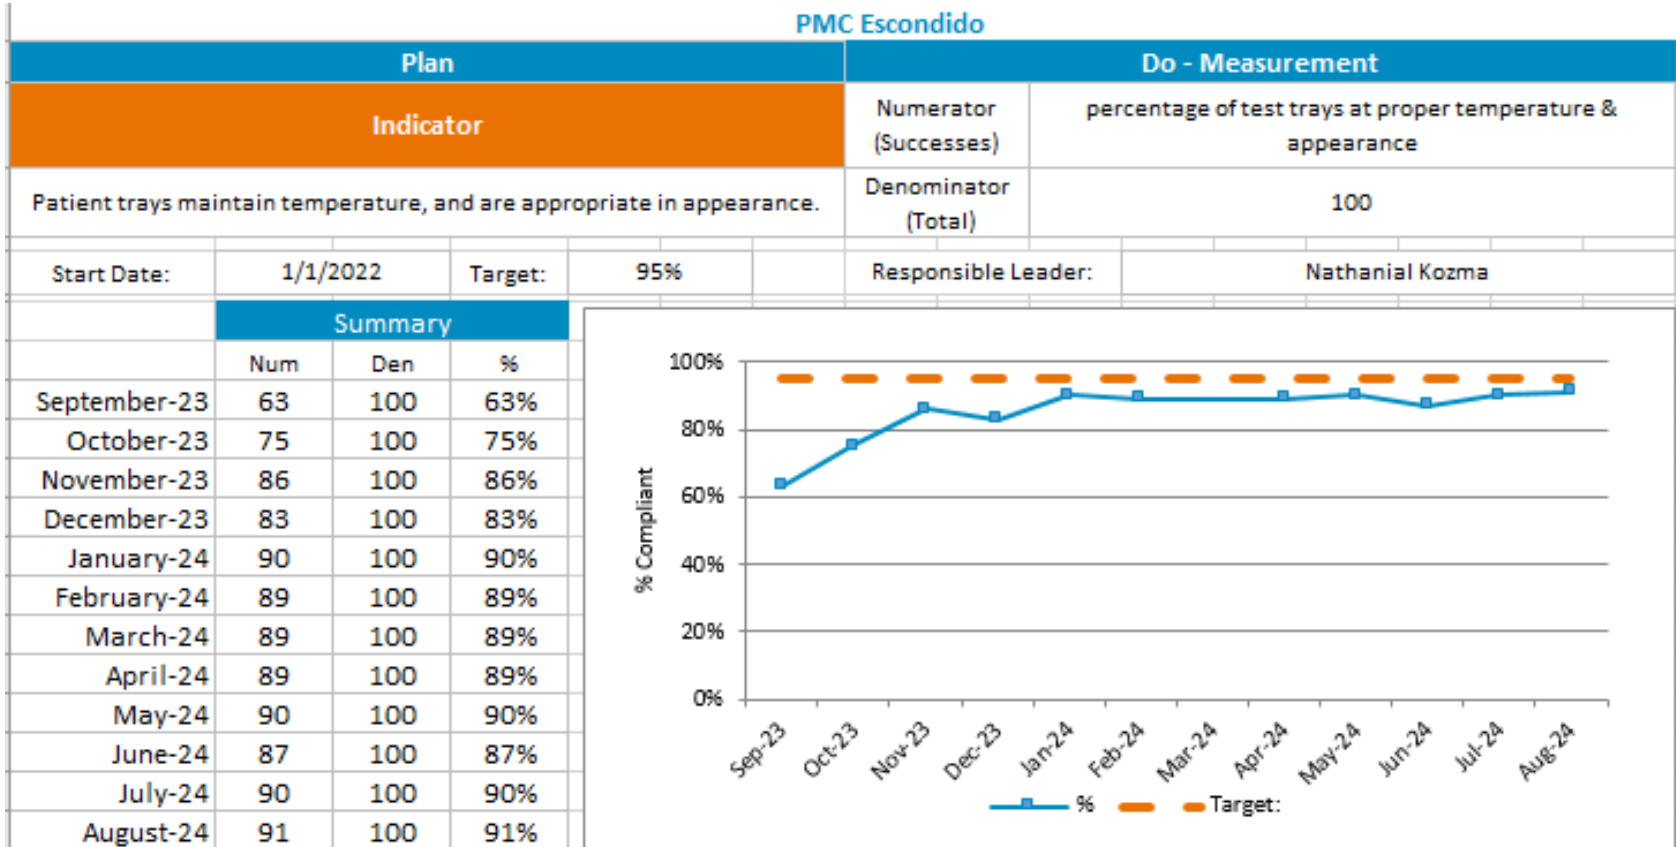 PMC Escondido
Plan
Do - Measurement
Indicator
Numerator
(Successes)
percentage of test trays at proper temperature &
appearance
Patient trays maintain temperature, and are appropriate in appearance.
Denominator
(Total)
100
Start Date: 1/1/2022 Target: 95% Responsible Leader: Nathanial Kozma
Summary
Num Den %
September-23 63 100 63%
October-23 75 100 75%
November-23 86 100 86%
December-23 83 100 83%
January-24 90 100 90%
February-24 89 100 89%
March-24 89 100 89%
April-24 89 100 89%
May-24 90 100 90%
June-24 87 100 87%
July-24 90 100 90%
August-24 91 100 91%
% Compliant
100%
80%
60%
40%
20%
0%
Sep-23 Oct-23 Nov-23 Dec-23 Jan-24 Feb-24 Mar-24 Apr-24 May-24 Jun-24 Jul-24 Aug-24
% Target: